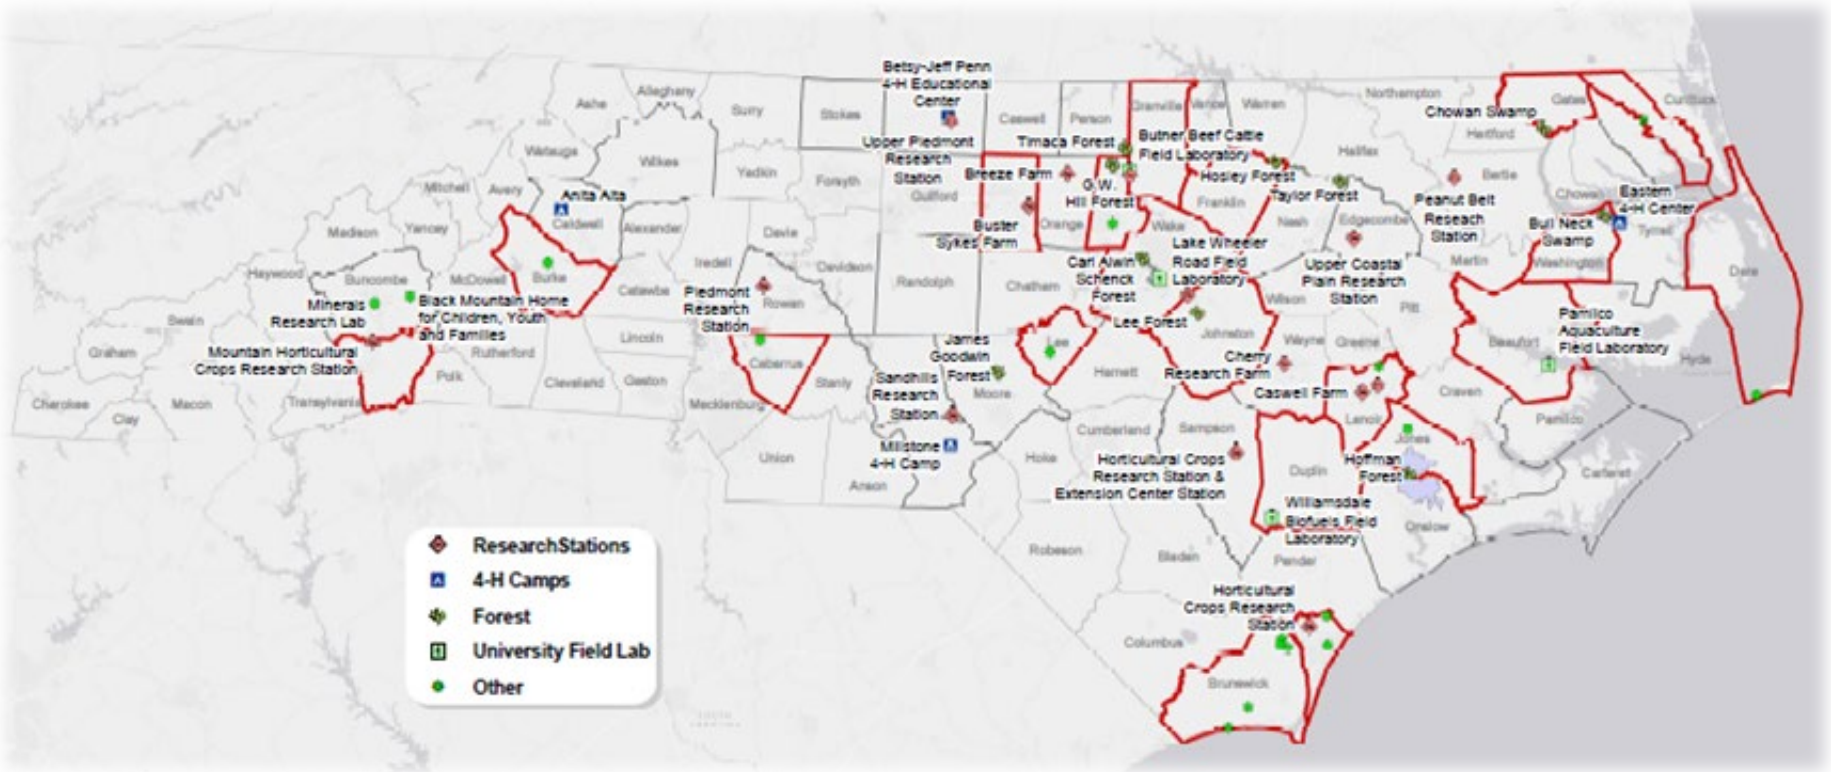 Betsy-Jeff Penn
4-H Educational
Center
Alleghany
Ashe
Surry
Stokes
Caswell
Person
Granville
Vance
Warren
Northampton
Gates
Currituck
Chowan Swamp
Hertford
Timaca Forest
Butner Beef Cattle
Field Laboratory
Upper Piedmont
Research
Station
Watauga
Wilkes
Yadkin
Forsyth
Guilford
Breeze Farm
Halifax
Bertie
Hosley Forest
Taylor Forest
Mitchell
Avery
Anita Alta
Caldwell
Alexander
G.W.
Hill Forest
Franklin
Nash
Edgecombe
Peanut Belt
Reseach
Station
Chowan
Eastern
4-H Center
Bull Neck
Swamp
Tyrrell
Madison
Yancey
Davie
Buster
Sykes Farm
Orange
Wake
Lake Wheeler
Road Field
Laboratory
Carl Alwin
Schenck
Forest
Upper Coastal
Plain Research
Station
Martin
Washington
Dare
Haywood
Buncombe
McDowell
Burke
Iredell
Catawba
Davidson
Randolph
Chatham
Wilson
Pitt
Minerals
Research Lab
Black Mountain Home
for Children, Youth
and Families
Piedmont
Research
Station
Rowan
Lee Forest
Johnston
Pamlico
Aquaculture
Field Laboratory
Beaufort
Hyde
Swain
Graham
Mountain Horticultural
Crops Research Station
Rutherford
Lincoln
Cabarrus
James
Goodwin
Forest
Lee
Wayne
Greene
Cherry
Research Farm
Caswell Farm
Lenoir
Craven
Pamlico
Cherokee
Clay
Macon
Transylvania
Polk
Cleveland
Gaston
Mecklenburg
Stanly
Sandhills
Research
Station
Moore
Harnett
Cumberland
Sampson
Jones
Hoffman
Forest
Carteret
Union
Anson
Millstone
4-H Camp
Hoke
Horticultural Crops
Research Station &
Extension Center Station
Duplin
Williamsdale
Biofuels Field
Laboratory
Onslow
Robeson
Bladen
Pender
Horticultural
Crops Research
Station
Columbus
Brunswick
ResearchStations
4-H Camps
Forest
University Field Lab
Other